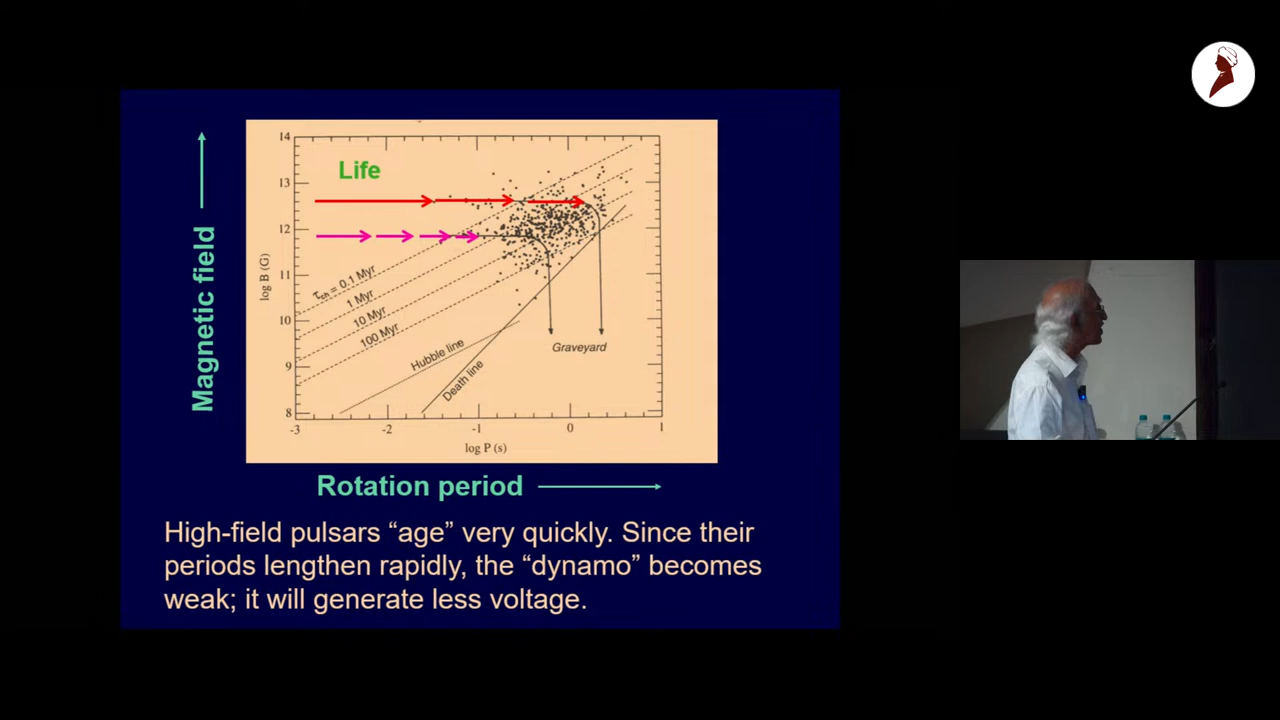 Life
Magnetic field
log B (G)
14
13
12
11
10
9
8
τch = 0.1 Myr
1 Myr
10 Myr
100 Myr
Hubble line
Death line
Graveyard
-3
-2
-1
0
1
log P (s)
Rotation period
High-field pulsars “age” very quickly. Since their
periods lengthen rapidly, the “dynamo” becomes
weak; it will generate less voltage.